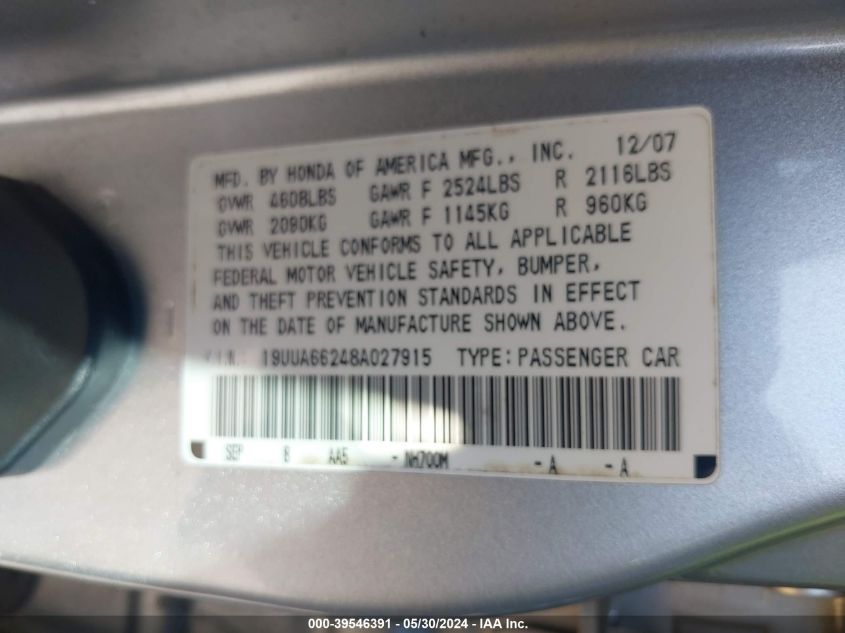 MFD. BY HONDA OF AMERICA MFG., INC. 12/07
GVWR 4608LBS GAWR F 2524LBS R 2116LBS
GVWR 2090KG GAWR F 1145KG R 960KG
THIS VEHICLE CONFORMS TO ALL APPLICABLE
FEDERAL MOTOR VEHICLE SAFETY, BUMPER,
AND THEFT PREVENTION STANDARDS IN EFFECT
ON THE DATE OF MANUFACTURE SHOWN ABOVE.
V.I.N. 19UUA66248A027915 TYPE:PASSENGER CAR
SEP B AA5 - NH700M - A - A
000-39546391 - 05/30/2024 - IAA Inc.